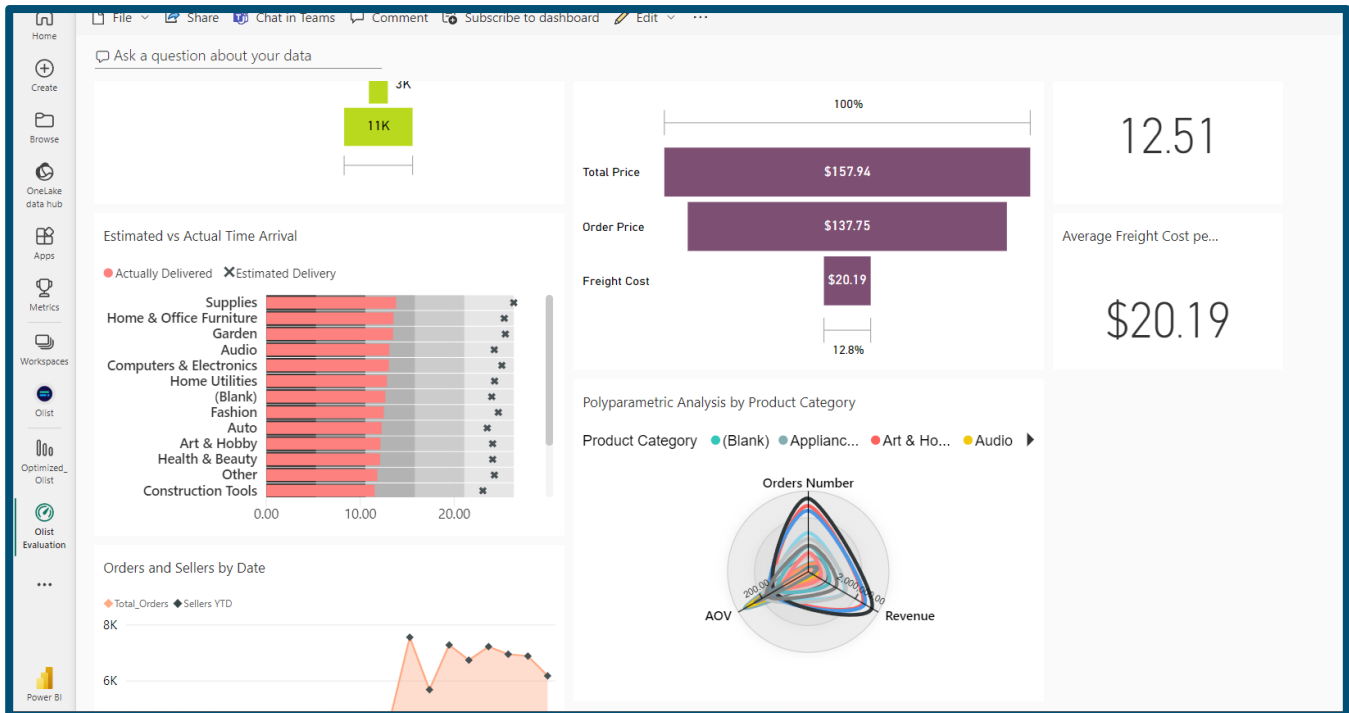 File Share Chat in Teams Comment Subscribe to dashboard Edit ...
Home
Create
Browse
OneLake
data hub
Apps
Metrics
Workspaces
Olist
Optimized_
Olist
Olist
Evaluation
...
Power BI
Ask a question about your data
3K
11K
Estimated vs Actual Time Arrival
Actually Delivered Estimated Delivery
Supplies
Home & Office Furniture
Garden
Audio
Computers & Electronics
Home Utilities
(Blank)
Fashion
Auto
Art & Hobby
Health & Beauty
Other
Construction Tools
0.00 10.00 20.00
Orders and Sellers by Date
Total_Orders Sellers YTD
8K
6K
100%
Total Price $157.94
Order Price $137.75
Freight Cost $20.19
12.8%
Polyparametric Analysis by Product Category
Product Category (Blank) Applianc... Art & Ho... Audio
Orders Number
200.00 2,000,000.00
AOV Revenue
12.51
Average Freight Cost pe...
$20.19